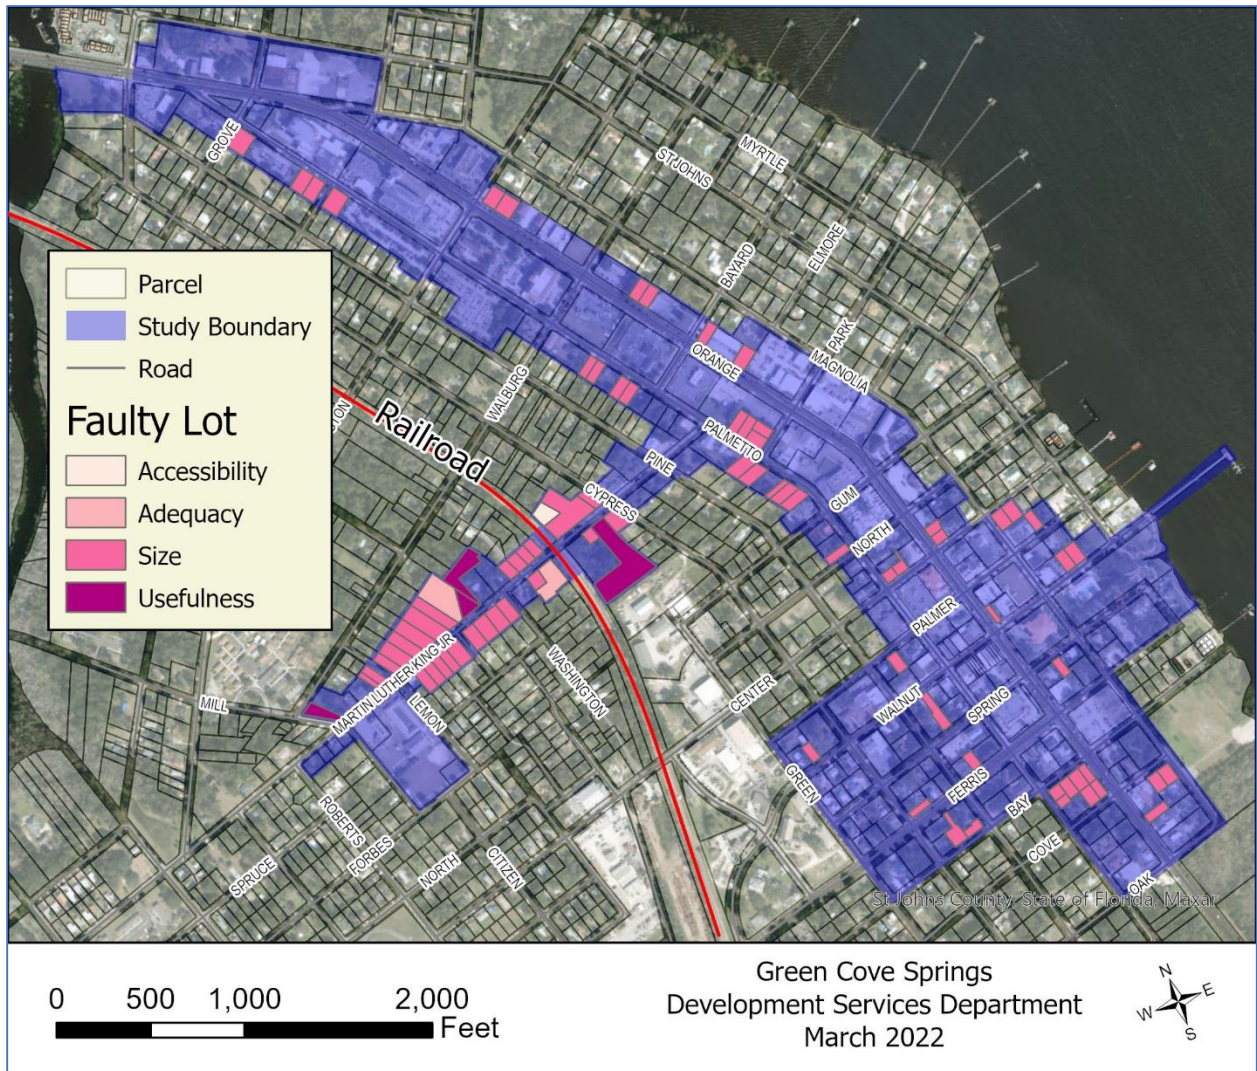 MYRTLE
ST JOHNS
GROVE
ELMORE
BAYARD
PARK
MAGNOLIA
ORANGE
WALBURG
Railroad
PALMETTO
PINE
CYPRESS
GUM
NORTH
PALMER
WALNUT
SPRING
CENTER
WASHINGTON
MARTIN LUTHER KING JR
LEMON
MILL
GREEN
FERRIS
BAY
COVE
OAK
ROBERTS
FORBES
SPRUCE
NORTH
CITIZEN
Parcel
Study Boundary
Road
Faulty Lot
Accessibility
Adequacy
Size
Usefulness
St Johns County, State of Florida, Maxar
0 500 1,000 2,000
Feet
Green Cove Springs
Development Services Department
March 2022
N
E
W
S